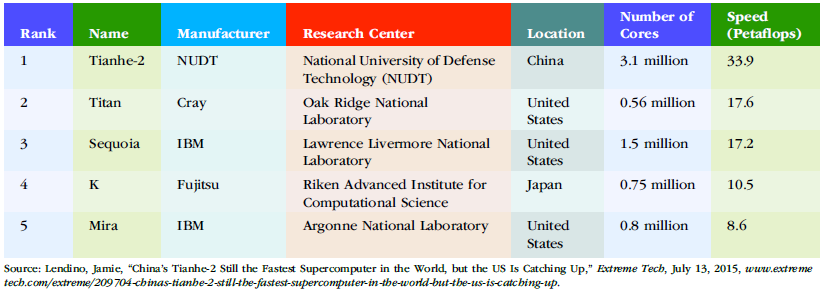 Rank Name Manufacturer Research Center Location Number of Cores Speed (Petaflops)
1 Tianhe-2 NUDT National University of Defense Technology (NUDT) China 3.1 million 33.9
2 Titan Cray Oak Ridge National Laboratory United States 0.56 million 17.6
3 Sequoia IBM Lawrence Livermore National Laboratory United States 1.5 million 17.2
4 K Fujitsu Riken Advanced Institute for Computational Science Japan 0.75 million 10.5
5 Mira IBM Argonne National Laboratory United States 0.8 million 8.6
Source: Lendino, Jamie, “China’s Tianhe-2 Still the Fastest Supercomputer in the World, but the US Is Catching Up,” Extreme Tech, July 13, 2015, www.extreme
tech.com/extreme/209704-chinas-tianhe-2-still-the-fastest-supercomputer-in-the-world-but-the-us-is-catching-up.